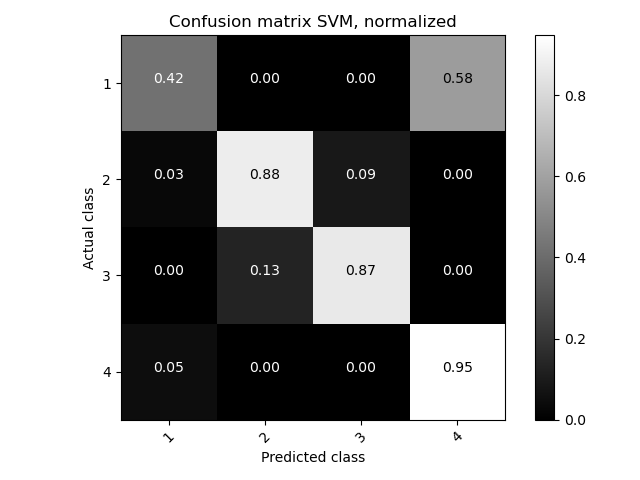 Confusion matrix SVM, normalized
1 0.42 0.00 0.00 0.58
2 0.03 0.88 0.09 0.00
3 0.00 0.13 0.87 0.00
4 0.05 0.00 0.00 0.95
1 2 3 4
Predicted class
Actual class
0.8
0.6
0.4
0.2
0.0